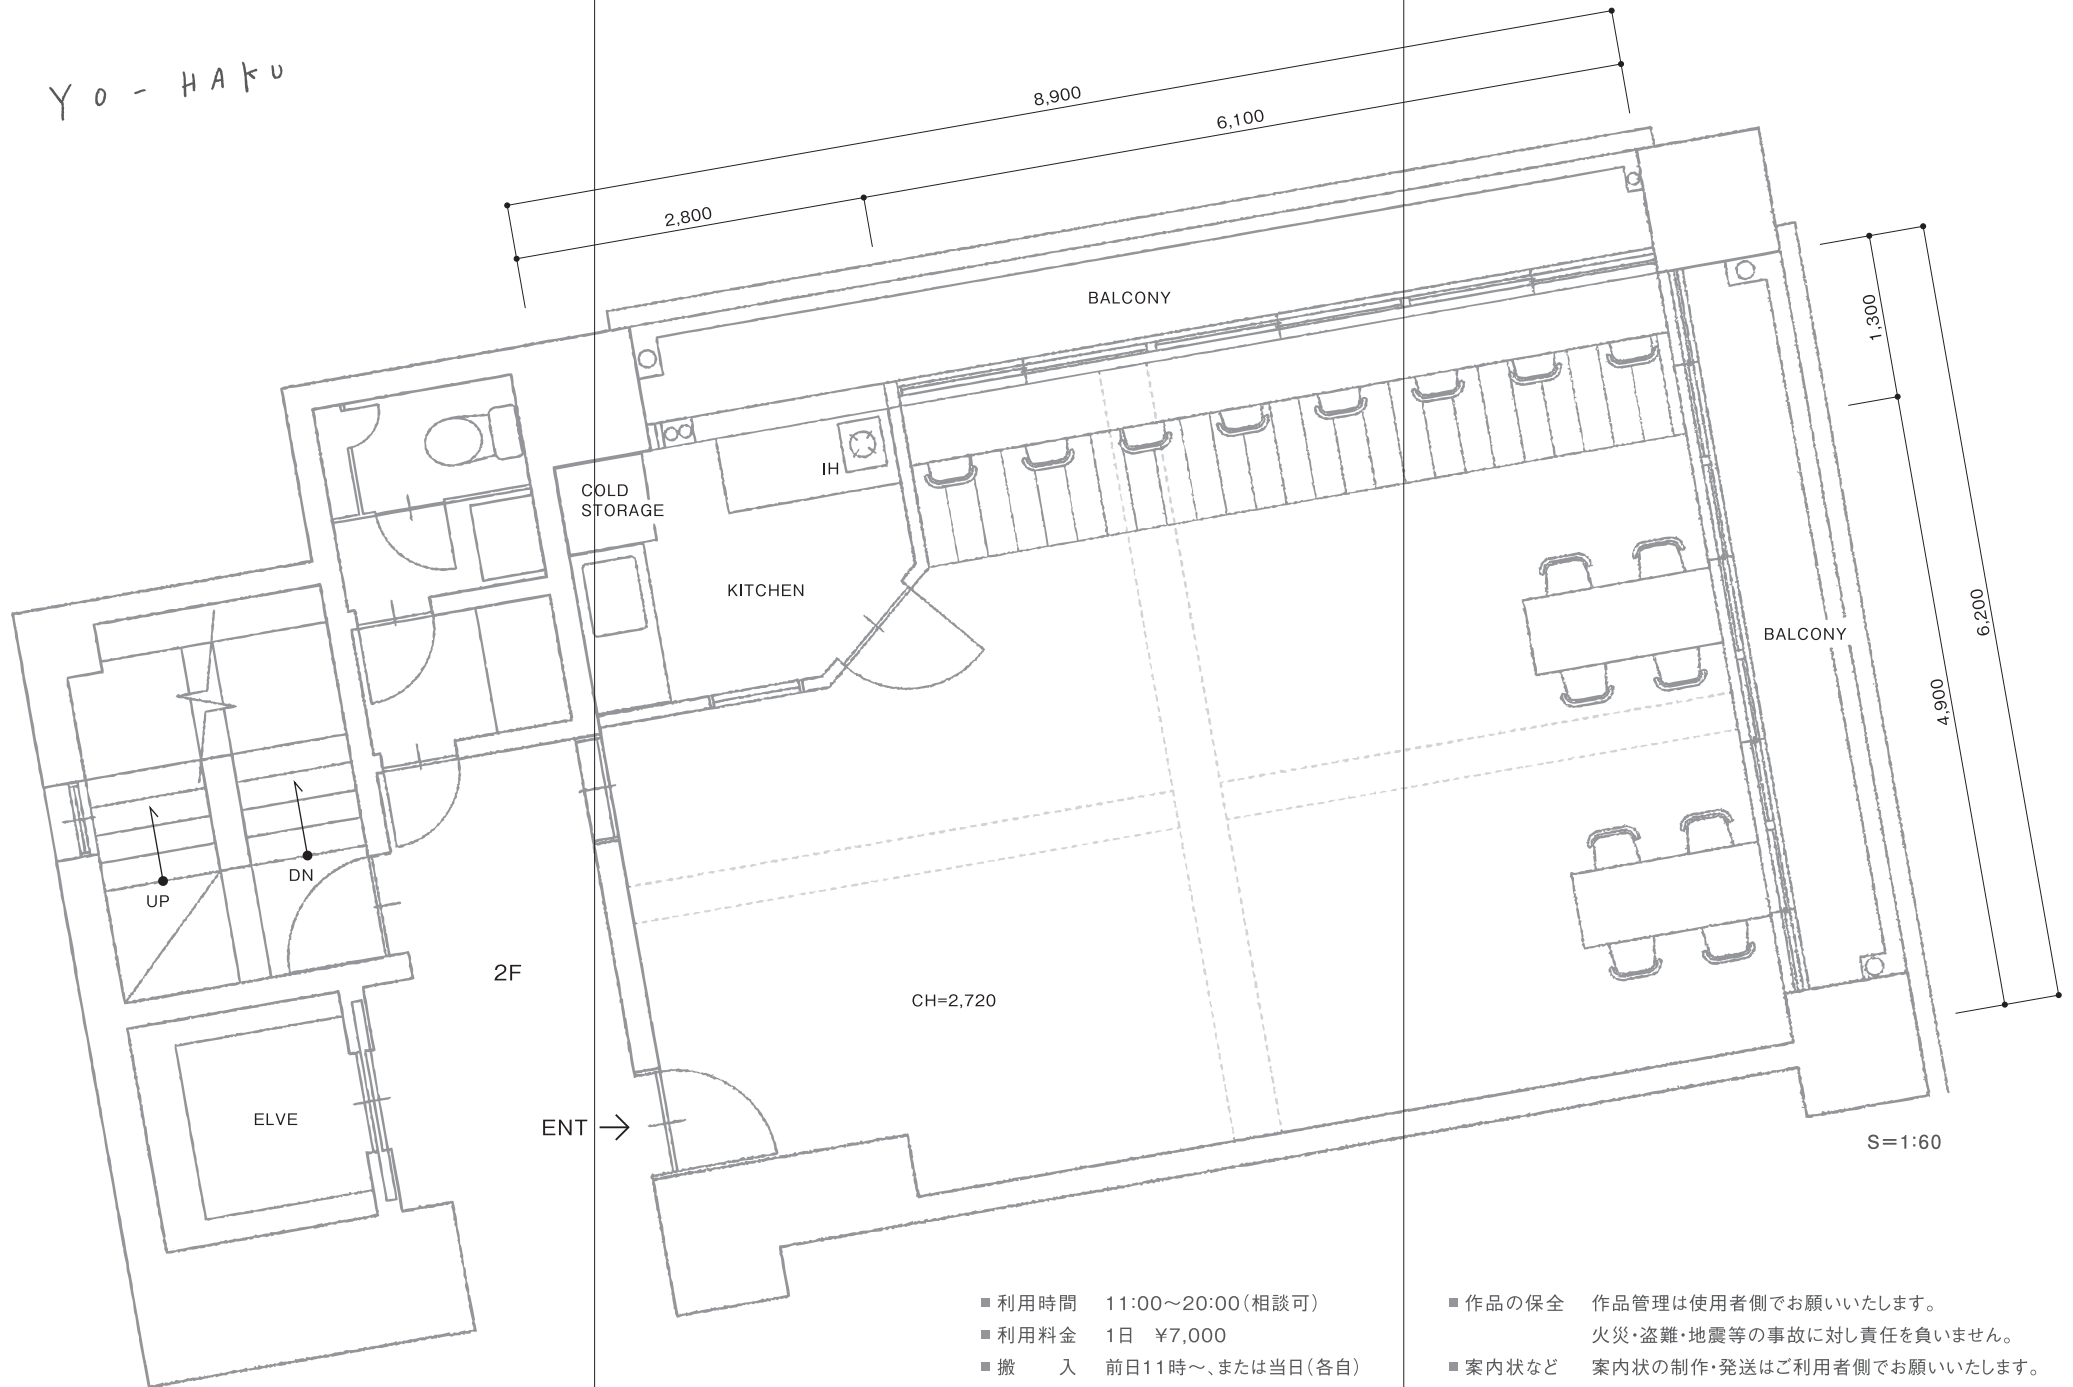 YO-HAKU
8,900
6,100
2,800
BALCONY
1,300
IH
COLD
STORAGE
KITCHEN
6,200
BALCONY
4,900
DN
UP
2F
CH=2,720
ELVE
ENT→
S=1:60
■ 利用時間 11:00〜20:00(相談可)
■ 利用料金 1日 ¥7,000
■ 搬 入 前日11時〜、または当日(各自)
■ 作品の保全 作品管理は使用者側でお願いいたします。
火災・盗難・地震等の事故に対し責任を負いません。
■ 案内状など 案内状の制作・発送はご利用者側でお願いいたします。